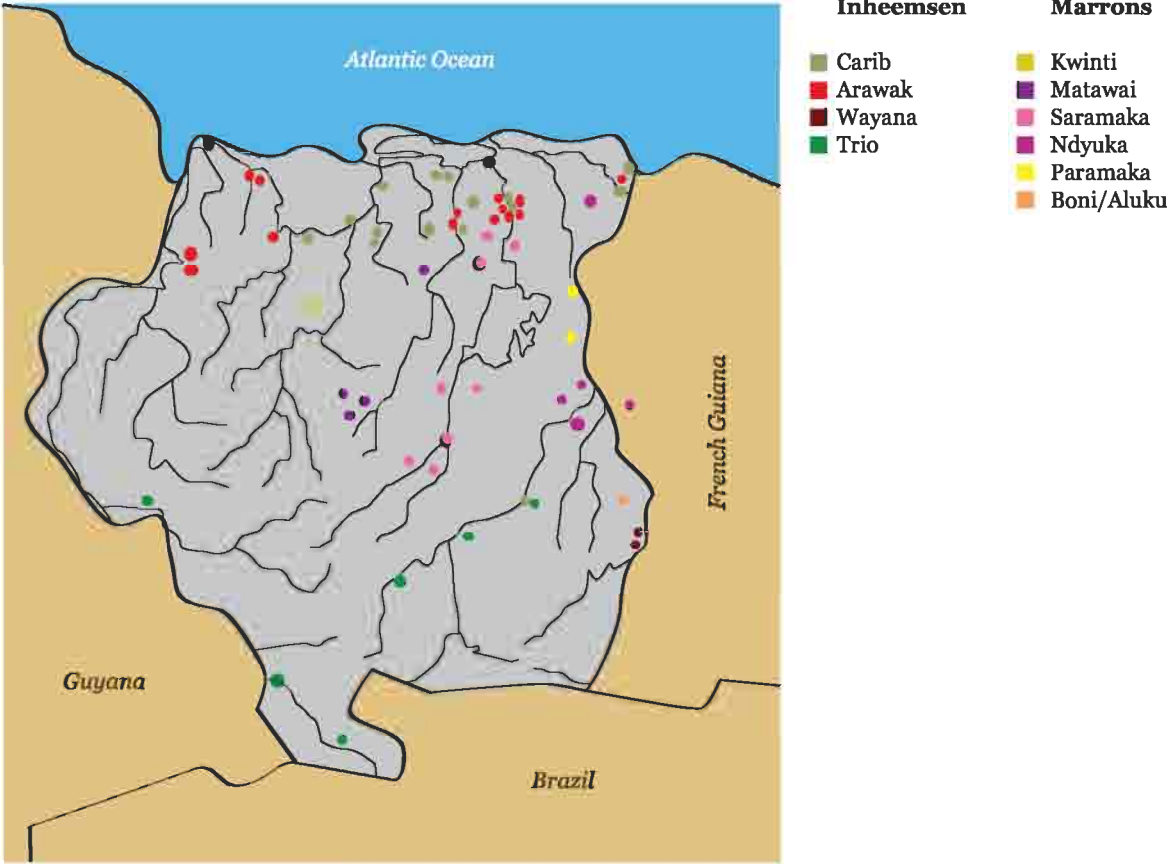 Inheemsen
Marrons
Atlantic Ocean
Carib
Arawak
Wayana
Trio
Kwinti
Matawai
Saramaka
Ndyuka
Paramaka
Boni/Aluku
French Guiana
Guyana
Brazil